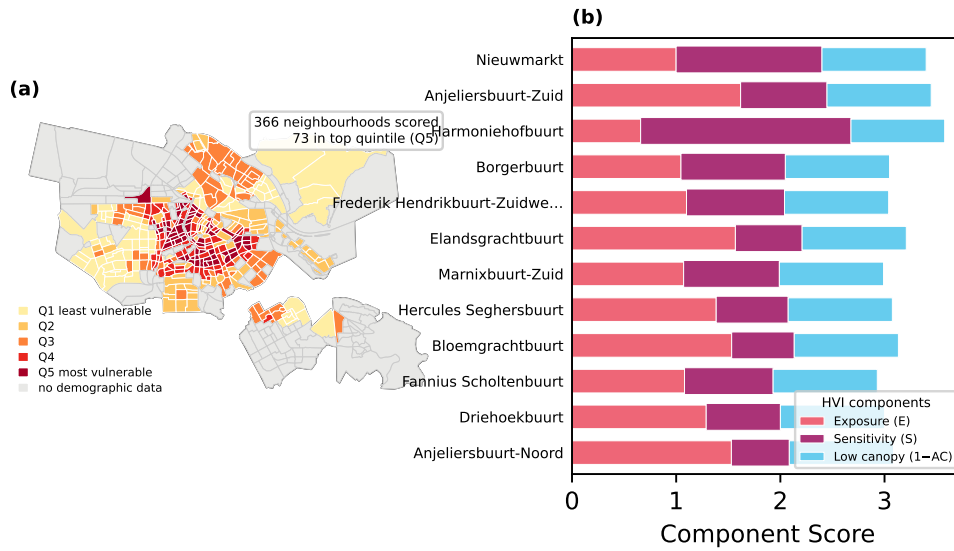 (a)
366 neighbourhoods scored
73 in top quintile (Q5)
Q1 least vulnerable
Q2
Q3
Q4
Q5 most vulnerable
no demographic data
(b)
Nieuwmarkt
Anjeliersbuurt-Zuid
Harmoniehofbuurt
Borgerbuurt
Frederik Hendrikbuurt-Zuidwe…
Elandsgrachtbuurt
Marnixbuurt-Zuid
Hercules Seghersbuurt
Bloemgrachtbuurt
Fannius Scholtenbuurt
Driehoekbuurt
Anjeliersbuurt-Noord
HVI components
Exposure (E)
Sensitivity (S)
Low canopy (1−AC)
0 1 2 3
Component Score